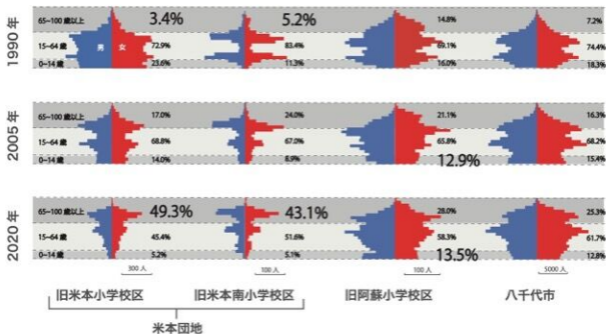 1990年
65~100歳以上 3.4% 5.2% 14.8% 7.2%
男 女
15~64歳 72.9% 83.4% 69.1% 74.4%
0~14歳 23.6% 11.3% 16.0% 18.3%
2005年
65~100歳以上 17.0% 24.0% 21.1% 16.3%
15~64歳 68.8% 67.0% 65.8% 68.2%
0~14歳 14.0% 8.9% 12.9% 15.4%
2020年
65~100歳以上 49.3% 43.1% 28.0% 25.3%
15~64歳 45.4% 51.6% 58.3% 61.7%
0~14歳 5.2% 5.1% 13.5% 12.8%
300人 100人 100人 5000人
旧米本小学校区 旧米本南小学校区 旧阿蘇小学校区 八千代市
米本団地